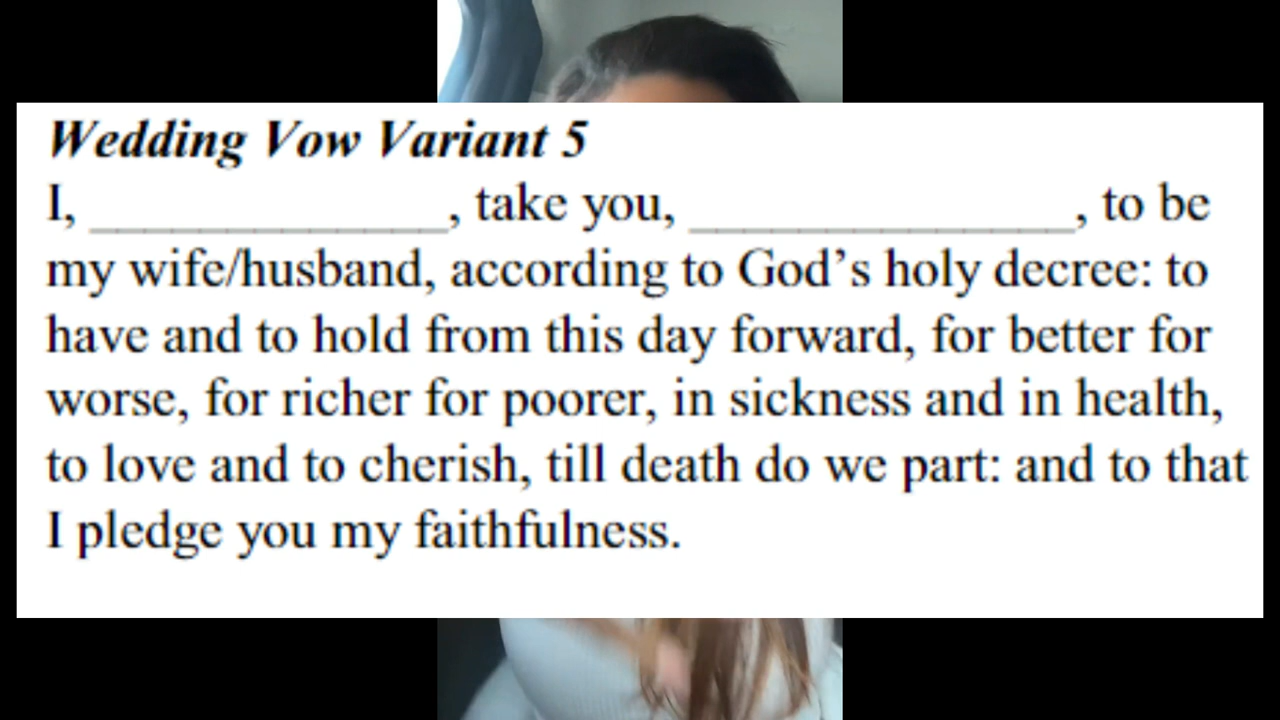 Wedding Vow Variant 5
I, ______________, take you, _______________, to be
my wife/husband, according to God’s holy decree: to
have and to hold from this day forward, for better for
worse, for richer for poorer, in sickness and in health,
to love and to cherish, till death do we part: and to that
I pledge you my faithfulness.